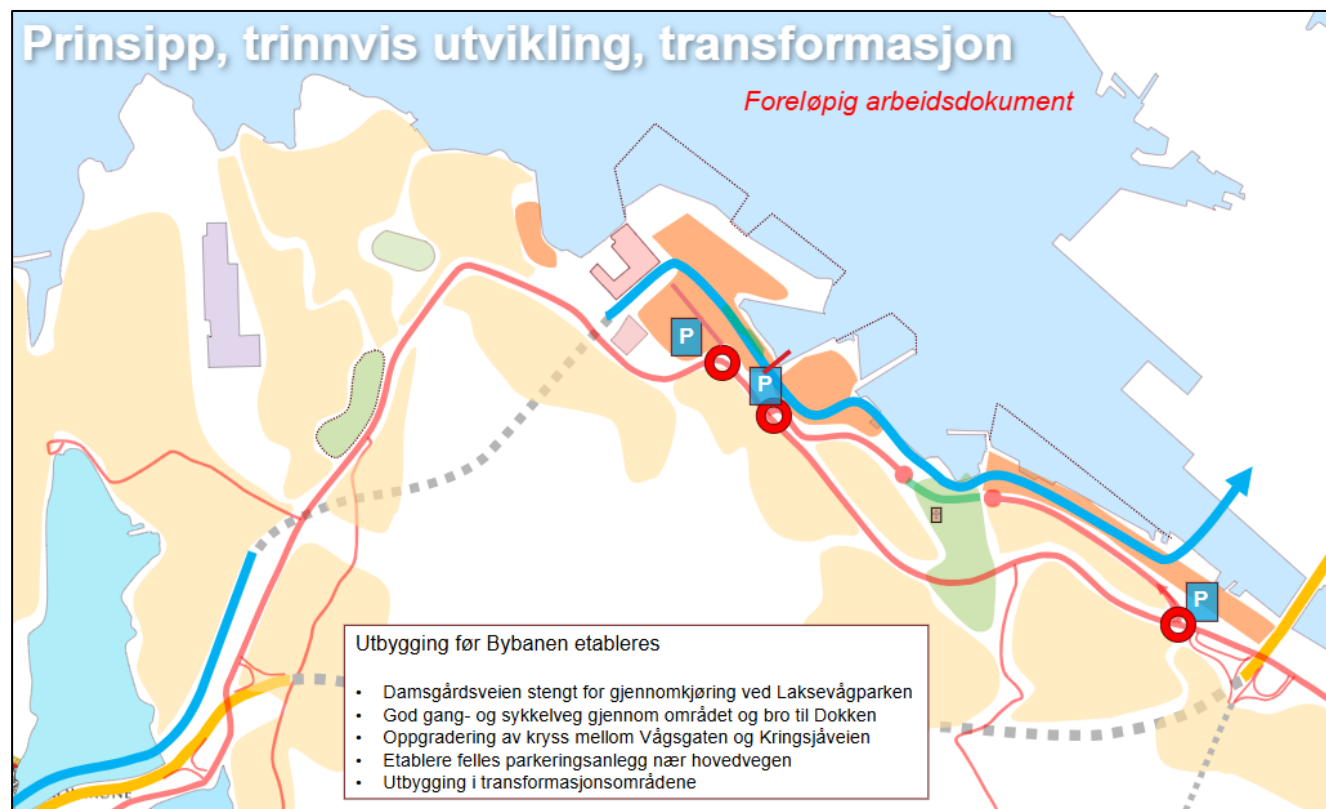 Prinsipp, trinnvis utvikling, transformasjon
Foreløpig arbeidsdokument
P
P
P
Utbygging før Bybanen etableres
• Damsgårdsveien stengt for gjennomkjøring ved Laksevågparken
• God gang- og sykkelveg gjennom området og bro til Dokken
• Oppgradering av kryss mellom Vågsgaten og Kringsjåveien
• Etablere felles parkeringsanlegg nær hovedvegen
• Utbygging i transformasjonsområdene